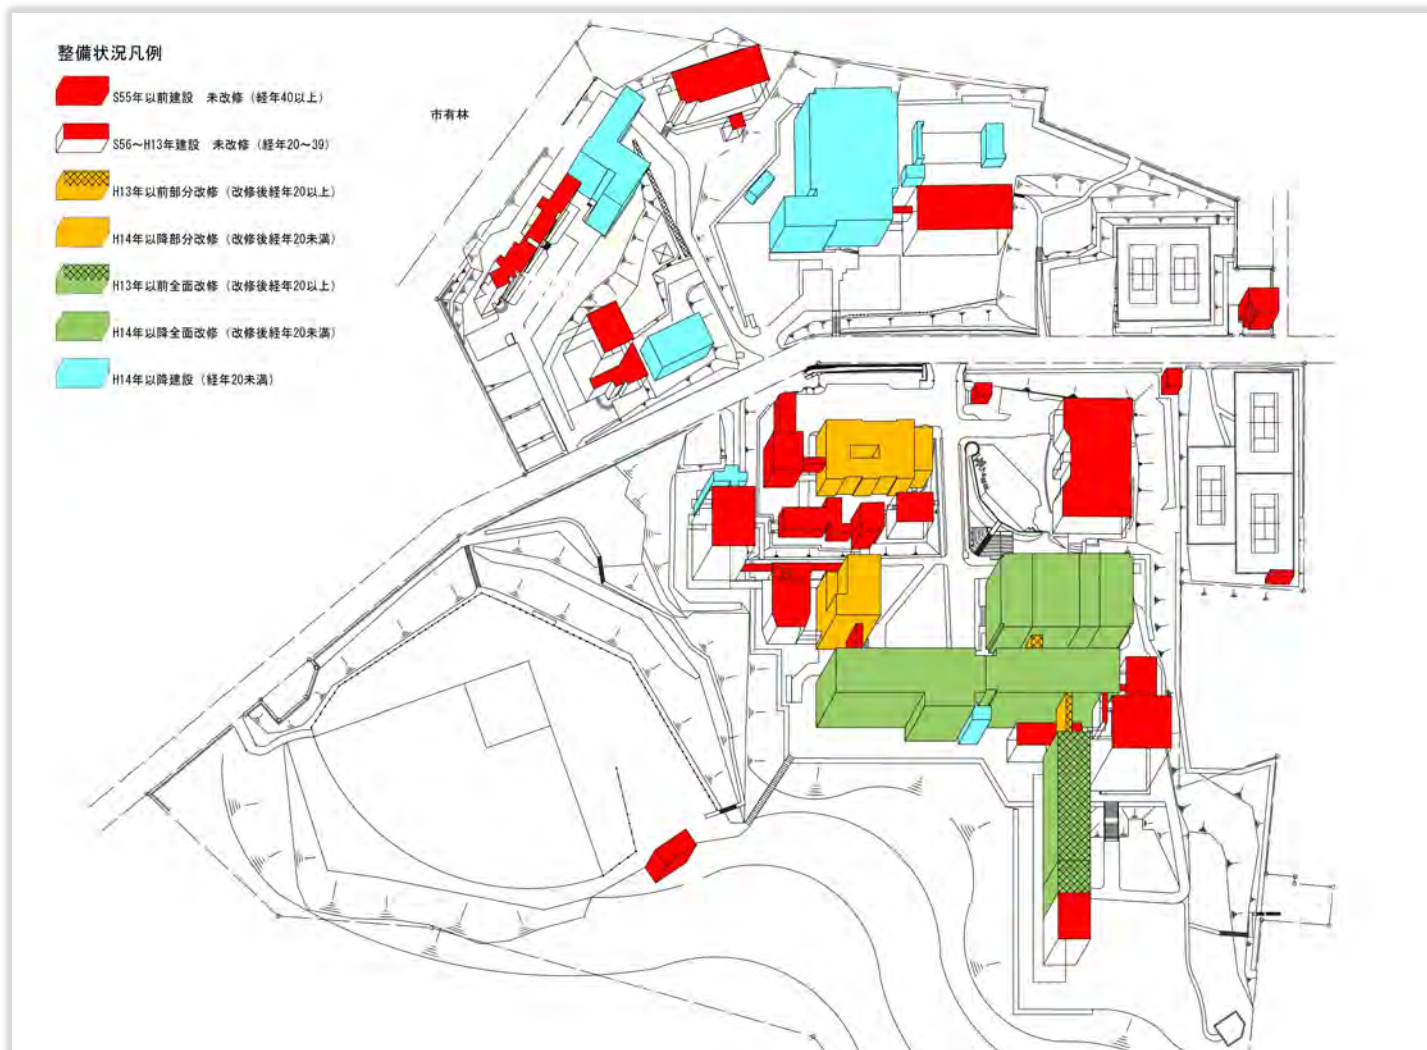 整備状況凡例
S55年以前建設 未改修（経年40以上）
S56～H13年建設 未改修（経年20～39）
H13年以前部分改修（改修後経年20以上）
H14年以降部分改修（改修後経年20未満）
H13年以前全面改修（改修後経年20以上）
H14年以降全面改修（改修後経年20未満）
H14年以降建設（経年20未満）
市有林